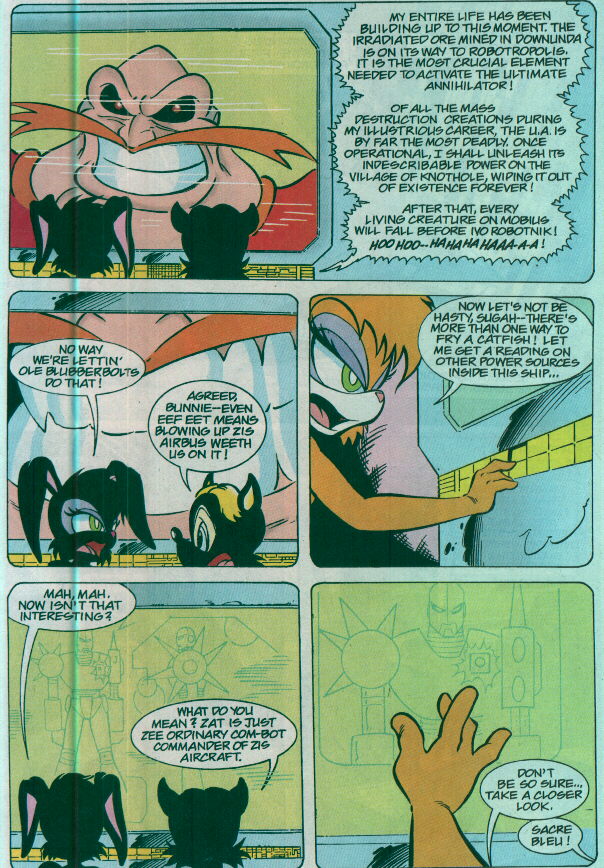 MY ENTIRE LIFE HAS BEEN
BUILDING UP TO THIS MOMENT. THE
IRRADIATED ORE MINED IN DOWNUNDA
IS ON ITS WAY TO ROBOTROPOLIS.
IT IS THE MOST CRUCIAL ELEMENT
NEEDED TO ACTIVATE THE ULTIMATE
ANNIHILATOR!
OF ALL THE MASS
DESTRUCTION CREATIONS DURING
MY ILLUSTRIOUS CAREER, THE U.A. IS
BY FAR THE MOST DEADLY. ONCE
OPERATIONAL, I SHALL UNLEASH ITS
INDESCRIBABLE POWER ON THE
VILLAGE OF KNOTHOLE, WIPING IT OUT
OF EXISTENCE FOREVER!
AFTER THAT, EVERY
LIVING CREATURE ON MOBIUS
WILL FALL BEFORE IVO ROBOTNIK!
HOO HOO--HA HA HA HAAA-A-A!
NO WAY
WE'RE LETTIN'
OLE BLUBBERBOLTS
DO THAT!
AGREED,
BUNNIE--EVEN
EEF EET MEANS
BLOWING UP ZIS
AIRBUS WEETH
US ON IT!
NOW LET'S NOT BE
HASTY, SUGAH--THERE'S
MORE THAN ONE WAY TO
FRY A CATFISH! LET
ME GET A READING ON
OTHER POWER SOURCES
INSIDE THIS SHIP...
MAH, MAH.
NOW ISN'T THAT
INTERESTING?
WHAT DO YOU
MEAN? ZAT IS JUST
ZEE ORDINARY COM-BOT
COMMANDER OF ZIS
AIRCRAFT.
DON'T
BE SO SURE...
TAKE A CLOSER
LOOK.
SACRE
BLEU!